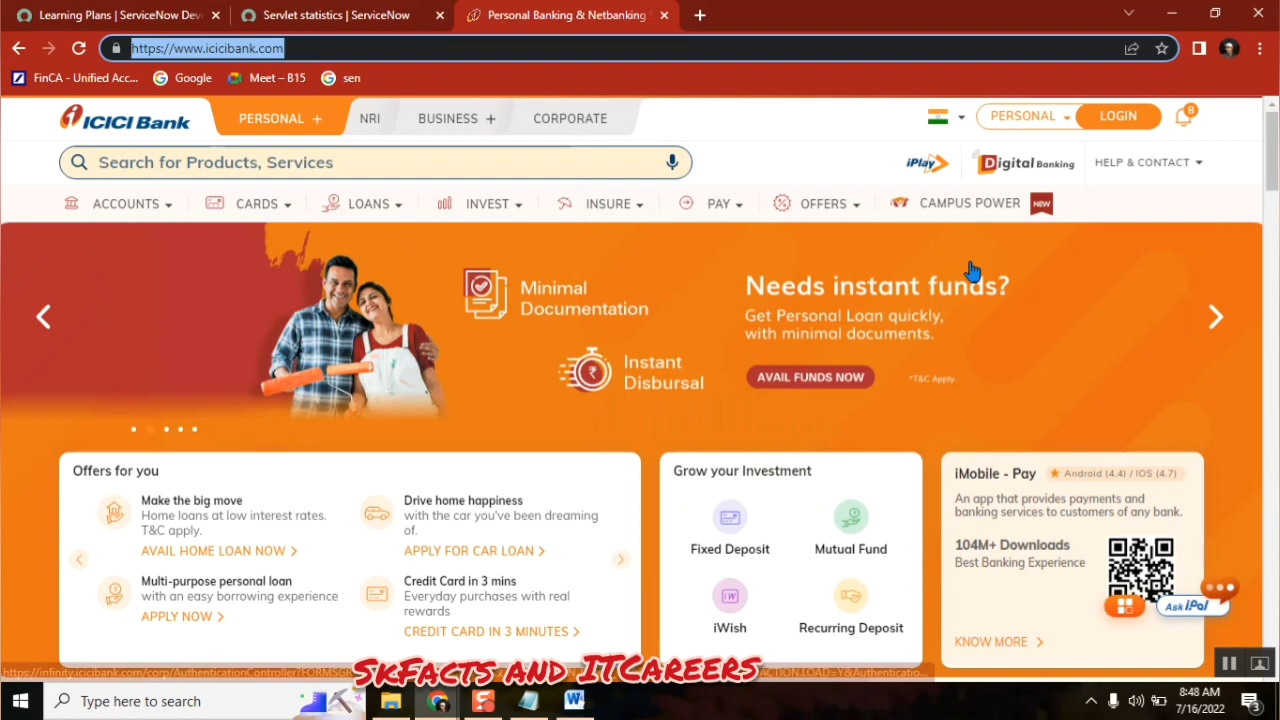 Learning Plans | ServiceNow Dev
Servlet statistics | ServiceNow
Personal Banking & Netbanking
https://www.icicibank.com
FinCA - Unified Acc...
Google
Meet – B15
sen
ICICI Bank
PERSONAL +
NRI
BUSINESS +
CORPORATE
PERSONAL
LOGIN
8
Search for Products, Services
iPlay
Digital Banking
HELP & CONTACT
ACCOUNTS
CARDS
LOANS
INVEST
INSURE
PAY
OFFERS
CAMPUS POWER
NEW
Minimal
Documentation
Instant
Disbursal
Needs instant funds?
Get Personal Loan quickly,
with minimal documents.
AVAIL FUNDS NOW
*T&C Apply.
Offers for you
Make the big move
Home loans at low interest rates.
T&C apply.
AVAIL HOME LOAN NOW >
Drive home happiness
with the car you've been dreaming
of.
APPLY FOR CAR LOAN >
Multi-purpose personal loan
with an easy borrowing experience
APPLY NOW >
Credit Card in 3 mins
Everyday purchases with real
rewards
CREDIT CARD IN 3 MINUTES >
Grow your Investment
Fixed Deposit
Mutual Fund
iWish
Recurring Deposit
iMobile - Pay
Android (4.4) / IOS (4.7)
An app that provides payments and
banking services to customers of any bank.
104M+ Downloads
Best Banking Experience
Ask iPal
KNOW MORE >
SkFacts and ITCareers
Type here to search
8:48 AM
7/16/2022
3